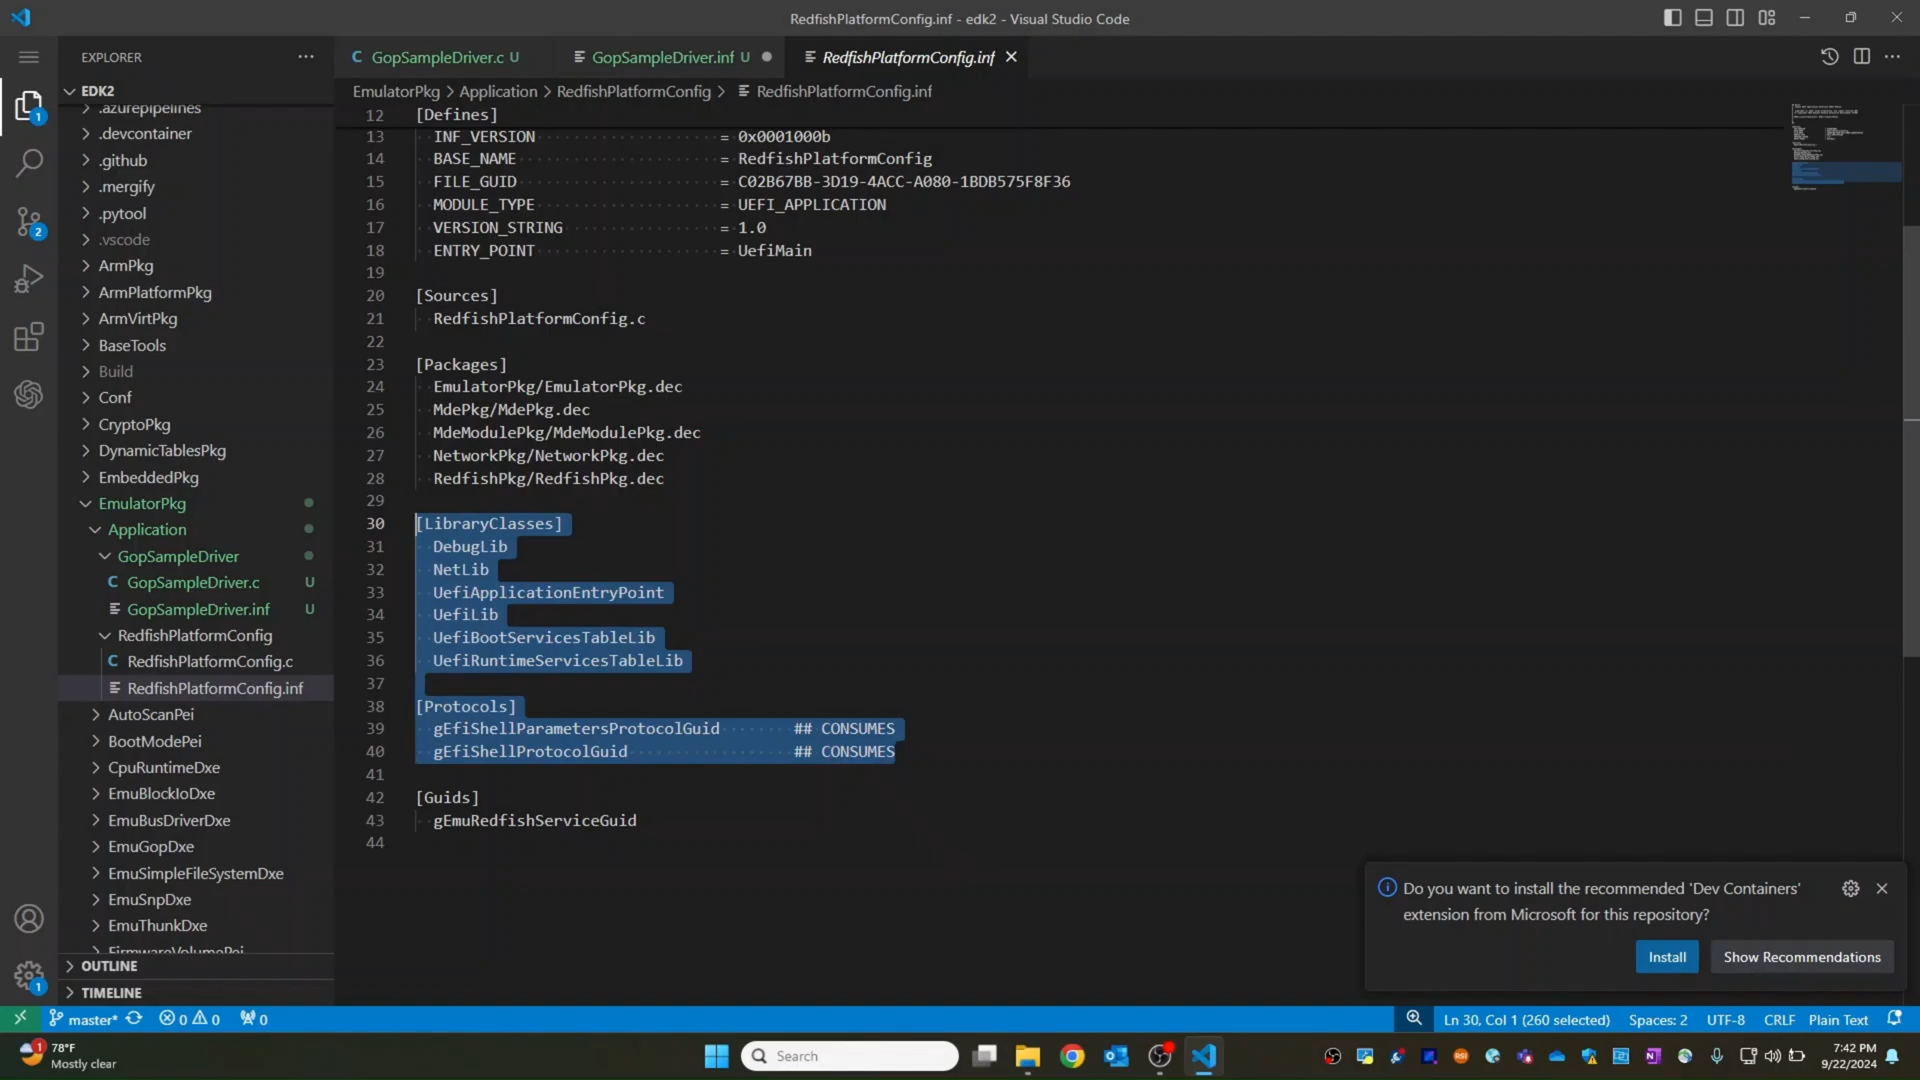 RedfishPlatformConfig.inf - edk2 - Visual Studio Code
EXPLORER
GopSampleDriver.c U
GopSampleDriver.inf U
RedfishPlatformConfig.inf
EDK2
EmulatorPkg > Application > RedfishPlatformConfig > RedfishPlatformConfig.inf
.azurepipelines
.devcontainer
.github
.mergify
.pytool
.vscode
ArmPkg
ArmPlatformPkg
ArmVirtPkg
BaseTools
Build
Conf
CryptoPkg
DynamicTablesPkg
EmbeddedPkg
EmulatorPkg
Application
GopSampleDriver
GopSampleDriver.c U
GopSampleDriver.inf U
RedfishPlatformConfig
RedfishPlatformConfig.c
RedfishPlatformConfig.inf
AutoScanPei
BootModePei
CpuRuntimeDxe
EmuBlockIoDxe
EmuBusDriverDxe
EmuGopDxe
EmuSimpleFileSystemDxe
EmuSnpDxe
EmuThunkDxe
FirmwareVolumePei
OUTLINE
TIMELINE
12 [Defines]
13 INF_VERSION = 0x0001000b
14 BASE_NAME = RedfishPlatformConfig
15 FILE_GUID = C02B67BB-3D19-4ACC-A080-1BDB575F8F36
16 MODULE_TYPE = UEFI_APPLICATION
17 VERSION_STRING = 1.0
18 ENTRY_POINT = UefiMain
19
20 [Sources]
21 RedfishPlatformConfig.c
22
23 [Packages]
24 EmulatorPkg/EmulatorPkg.dec
25 MdePkg/MdePkg.dec
26 MdeModulePkg/MdeModulePkg.dec
27 NetworkPkg/NetworkPkg.dec
28 RedfishPkg/RedfishPkg.dec
29
30 [LibraryClasses]
31 DebugLib
32 NetLib
33 UefiApplicationEntryPoint
34 UefiLib
35 UefiBootServicesTableLib
36 UefiRuntimeServicesTableLib
37
38 [Protocols]
39 gEfiShellParametersProtocolGuid ## CONSUMES
40 gEfiShellProtocolGuid ## CONSUMES
41
42 [Guids]
43 gEmuRedfishServiceGuid
44
1
2
1
Do you want to install the recommended 'Dev Containers'
extension from Microsoft for this repository?
Install
Show Recommendations
master* 0 0 0
Ln 30, Col 1 (260 selected) Spaces: 2 UTF-8 CRLF Plain Text
1
78°F
Mostly clear
Search
7:42 PM
9/22/2024